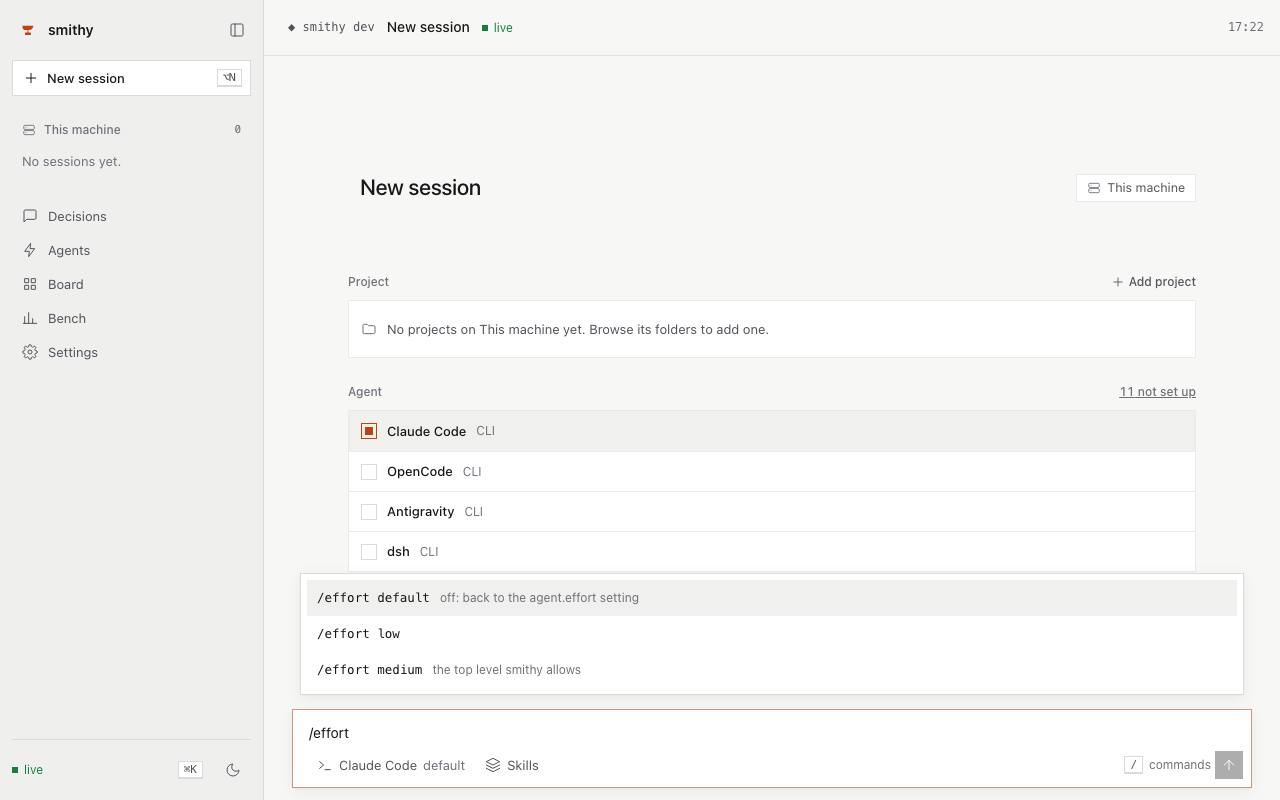 smithy
New session ⌥N
This machine 0
No sessions yet.
Decisions
Agents
Board
Bench
Settings
live ⌘K
◆ smithy dev New session live 17:22
New session This machine
Project + Add project
No projects on This machine yet. Browse its folders to add one.
Agent 11 not set up
Claude Code CLI
OpenCode CLI
Antigravity CLI
dsh CLI
/effort default off: back to the agent.effort setting
/effort low
/effort medium the top level smithy allows
/effort
Claude Code default Skills / commands